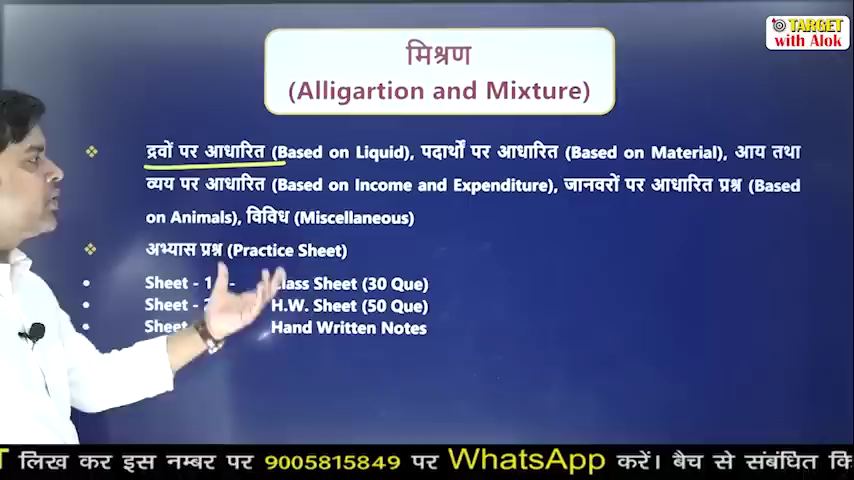 TARGET
with Alok
मिश्रण
(Alligartion and Mixture)
द्रवों पर आधारित (Based on Liquid), पदार्थों पर आधारित (Based on Material), आय तथा
व्यय पर आधारित (Based on Income and Expenditure), जानवरों पर आधारित प्रश्न (Based
on Animals), विविध (Miscellaneous)
अभ्यास प्रश्न (Practice Sheet)
Sheet - 1 - Class Sheet (30 Que)
Sheet - 2 H.W. Sheet (50 Que)
Sheet - Hand Written Notes
लिख कर इस नम्बर पर 9005815849 पर WhatsApp करें। बैच से संबंधित